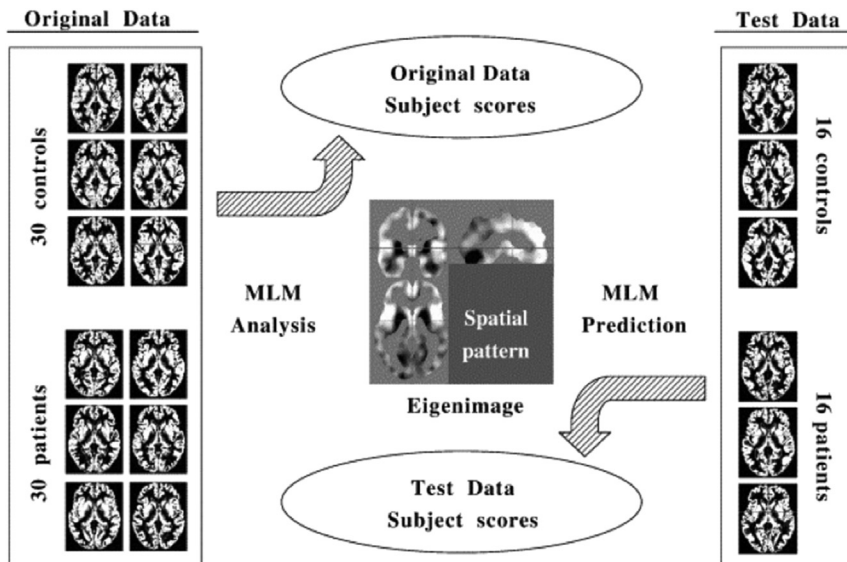 Original Data
30 controls
30 patients
MLM
Analysis
Original Data
Subject scores
Spatial
pattern
Eigenimage
MLM
Prediction
Test Data
Subject scores
Test Data
16 controls
16 patients